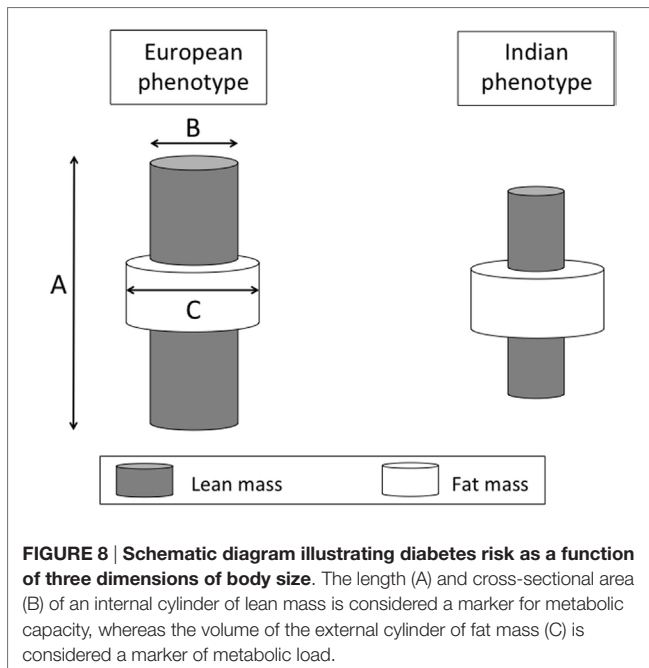 European
phenotype
Indian
phenotype
B
A
C
Lean mass
Fat mass
FIGURE 8 | Schematic diagram illustrating diabetes risk as a function
of three dimensions of body size. The length (A) and cross-sectional area
(B) of an internal cylinder of lean mass is considered a marker for metabolic
capacity, whereas the volume of the external cylinder of fat mass (C) is
considered a marker of metabolic load.